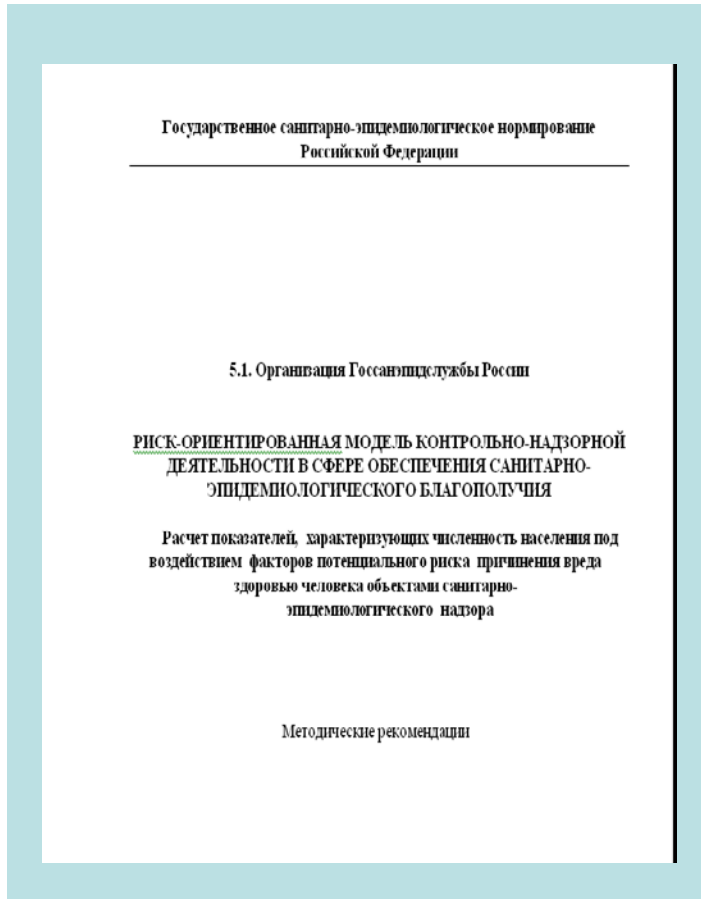 Государственное санитарно-эпидемиологическое нормирование
Российской Федерации
5.1. Организация Госсанэпидслужбы России
РИСК-ОРИЕНТИРОВАННАЯ МОДЕЛЬ КОНТРОЛЬНО-НАДЗОРНОЙ
ДЕЯТЕЛЬНОСТИ В СФЕРЕ ОБЕСПЕЧЕНИЯ САНИТАРНО-
ЭПИДЕМИОЛОГИЧЕСКОГО БЛАГОПОЛУЧИЯ
Расчет показателей, характеризующих численность населения под
воздействием факторов потенциального риска причинения вреда
здоровью человека объектами санитарно-
эпидемиологического надзора
Методические рекомендации